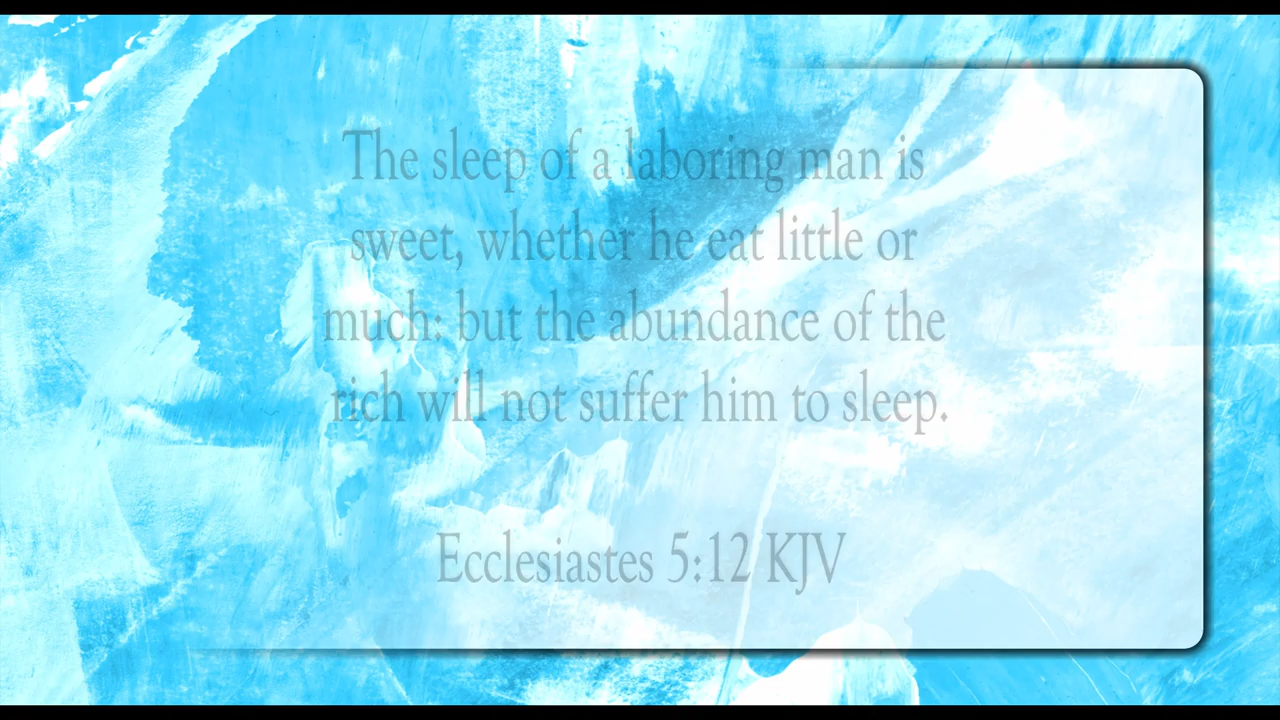 The sleep of a laboring man is
sweet, whether he eat little or
much: but the abundance of the
rich will not suffer him to sleep.
Ecclesiastes 5:12 KJV